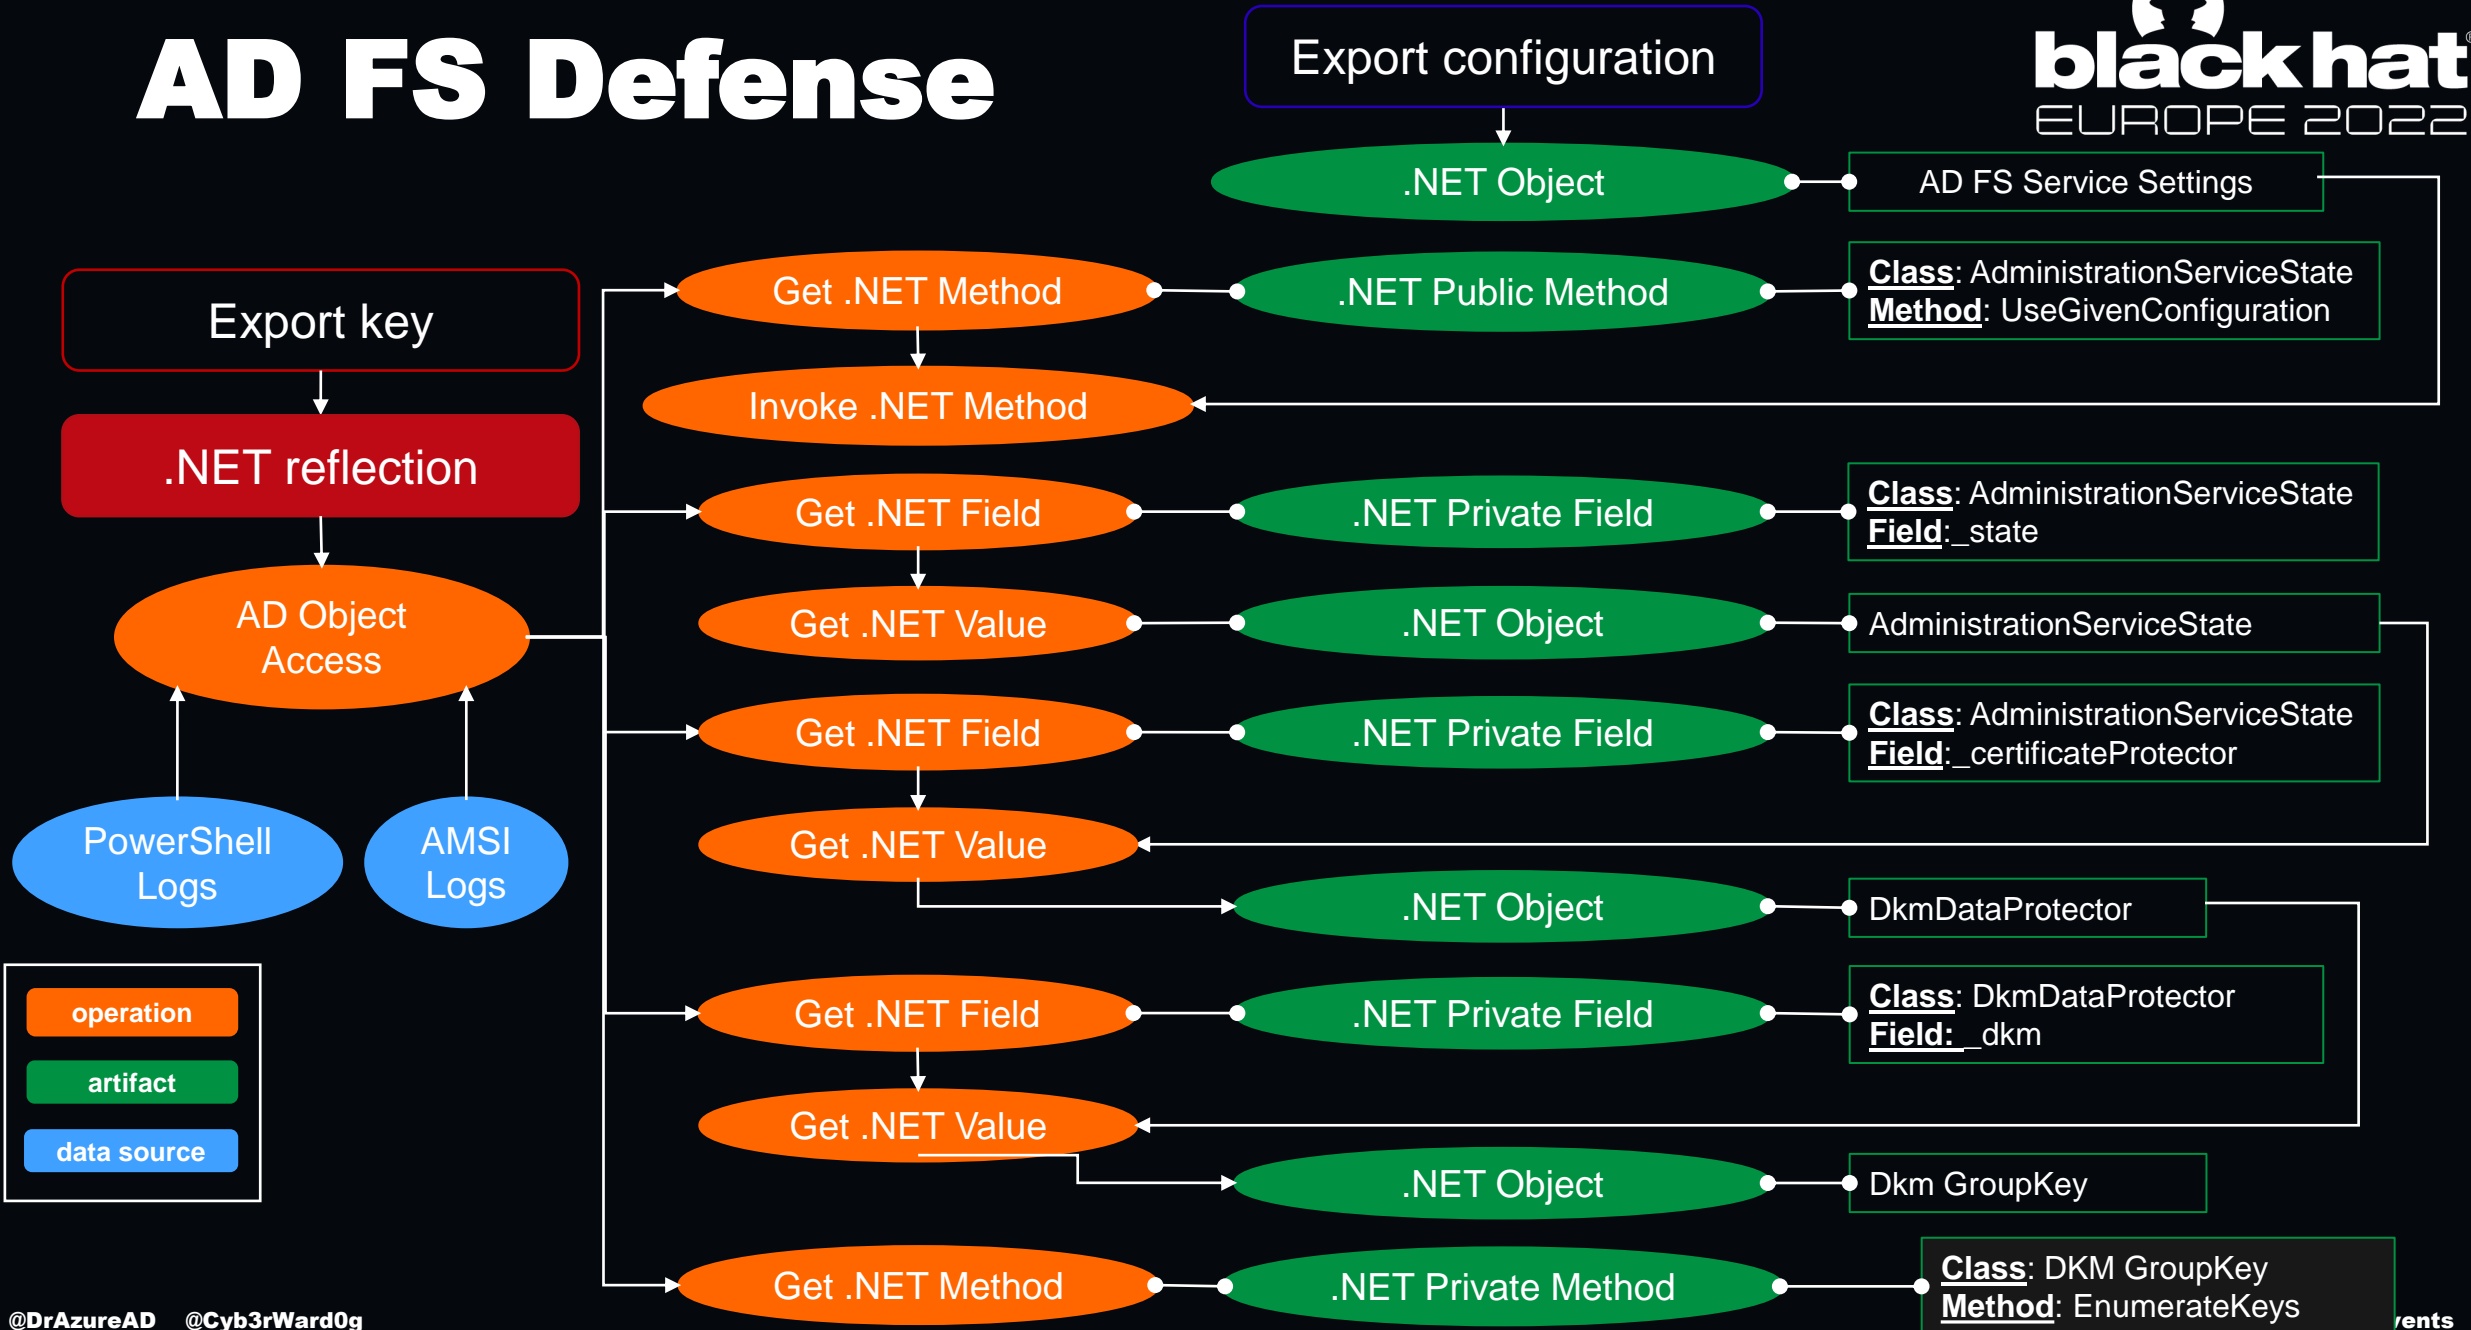 AD FS Defense
Export configuration
black hat®
EUROPE 2022
.NET Object
AD FS Service Settings
Get .NET Method
.NET Public Method
Class: AdministrationServiceState
Method: UseGivenConfiguration
Export key
Invoke .NET Method
.NET reflection
Get .NET Field
.NET Private Field
Class: AdministrationServiceState
Field:_state
AD Object
Access
Get .NET Value
.NET Object
AdministrationServiceState
Get .NET Field
.NET Private Field
Class: AdministrationServiceState
Field:_certificateProtector
PowerShell
Logs
AMSI
Logs
Get .NET Value
.NET Object
DkmDataProtector
operation
artifact
data source
Get .NET Field
.NET Private Field
Class: DkmDataProtector
Field: _dkm
Get .NET Value
.NET Object
Dkm GroupKey
Get .NET Method
.NET Private Method
Class: DKM GroupKey
Method: EnumerateKeys
@DrAzureAD @Cyb3rWard0g